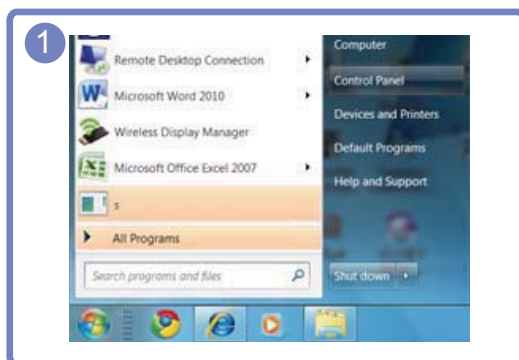 1
Remote Desktop Connection
Microsoft Word 2010
Wireless Display Manager
Microsoft Office Excel 2007
s
All Programs
Search programs and files
Computer
Control Panel
Devices and Printers
Default Programs
Help and Support
Shut down